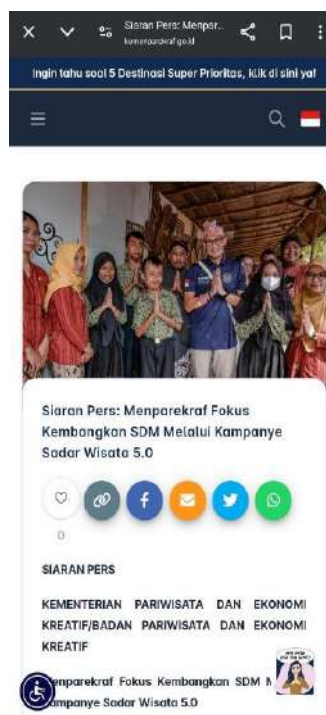 Siaran Pers: Menpar...
kemenparekraf.go.id
Ingin tahu soal 5 Destinasi Super Prioritas, klik di sini ya!
Siaran Pers: Menparekraf Fokus
Kembangkan SDM Melalui Kampanye
Sadar Wisata 5.0
0
SIARAN PERS
KEMENTERIAN PARIWISATA DAN EKONOMI
KREATIF/BADAN PARIWISATA DAN EKONOMI
KREATIF
Menparekraf Fokus Kembangkan SDM
Kampanye Sadar Wisata 5.0